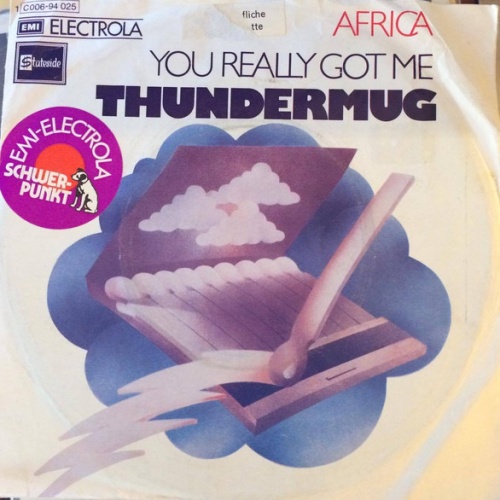 1 C006-94 025
EMI ELECTROLA
Stateside
fliche
tte
AFRICA
YOU REALLY GOT ME
THUNDERMUG
EMI-ELECTROLA
SCHWER-
PUNKT